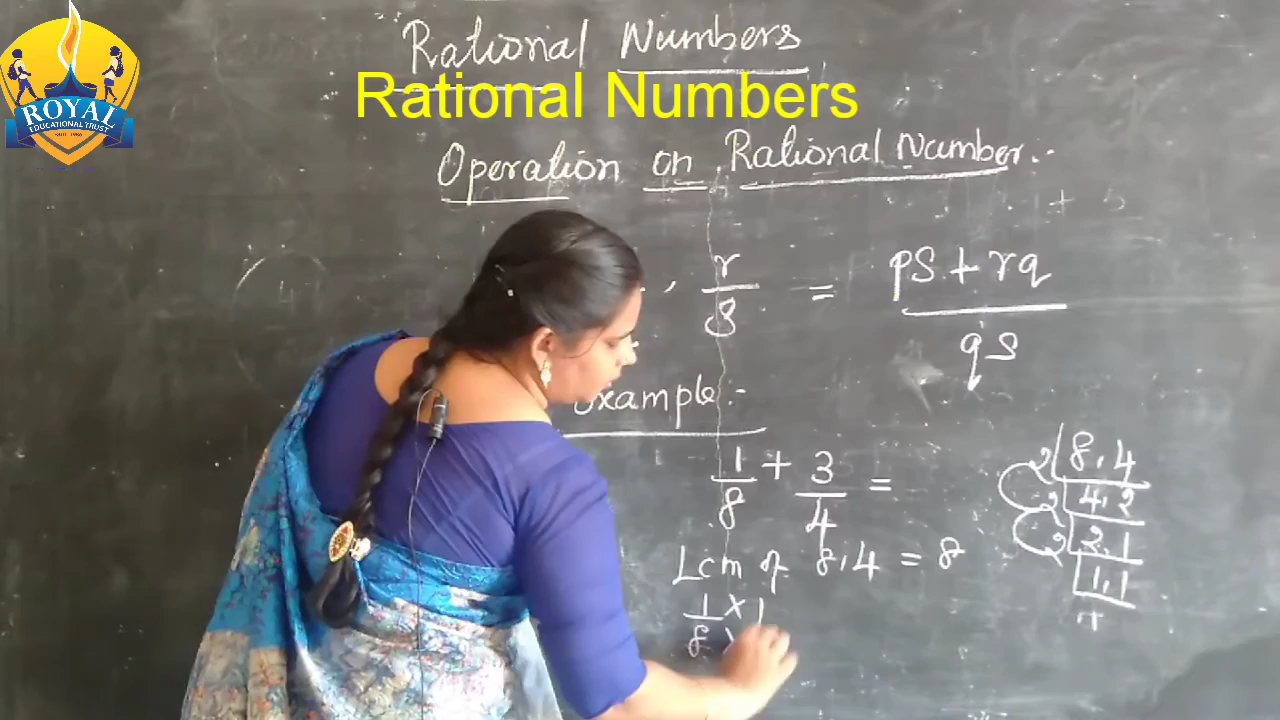 Rational Numbers
Rational Numbers
ROYAL
EDUCATIONAL TRUST
Operation on Rational Number:-
, r/s = ps+rq/qs
Example:-
1/8 + 3/4 =
Lcm of 8,4 = 8
1/8 × 1
2|8,4
2|4,2
2|2,1
1,1